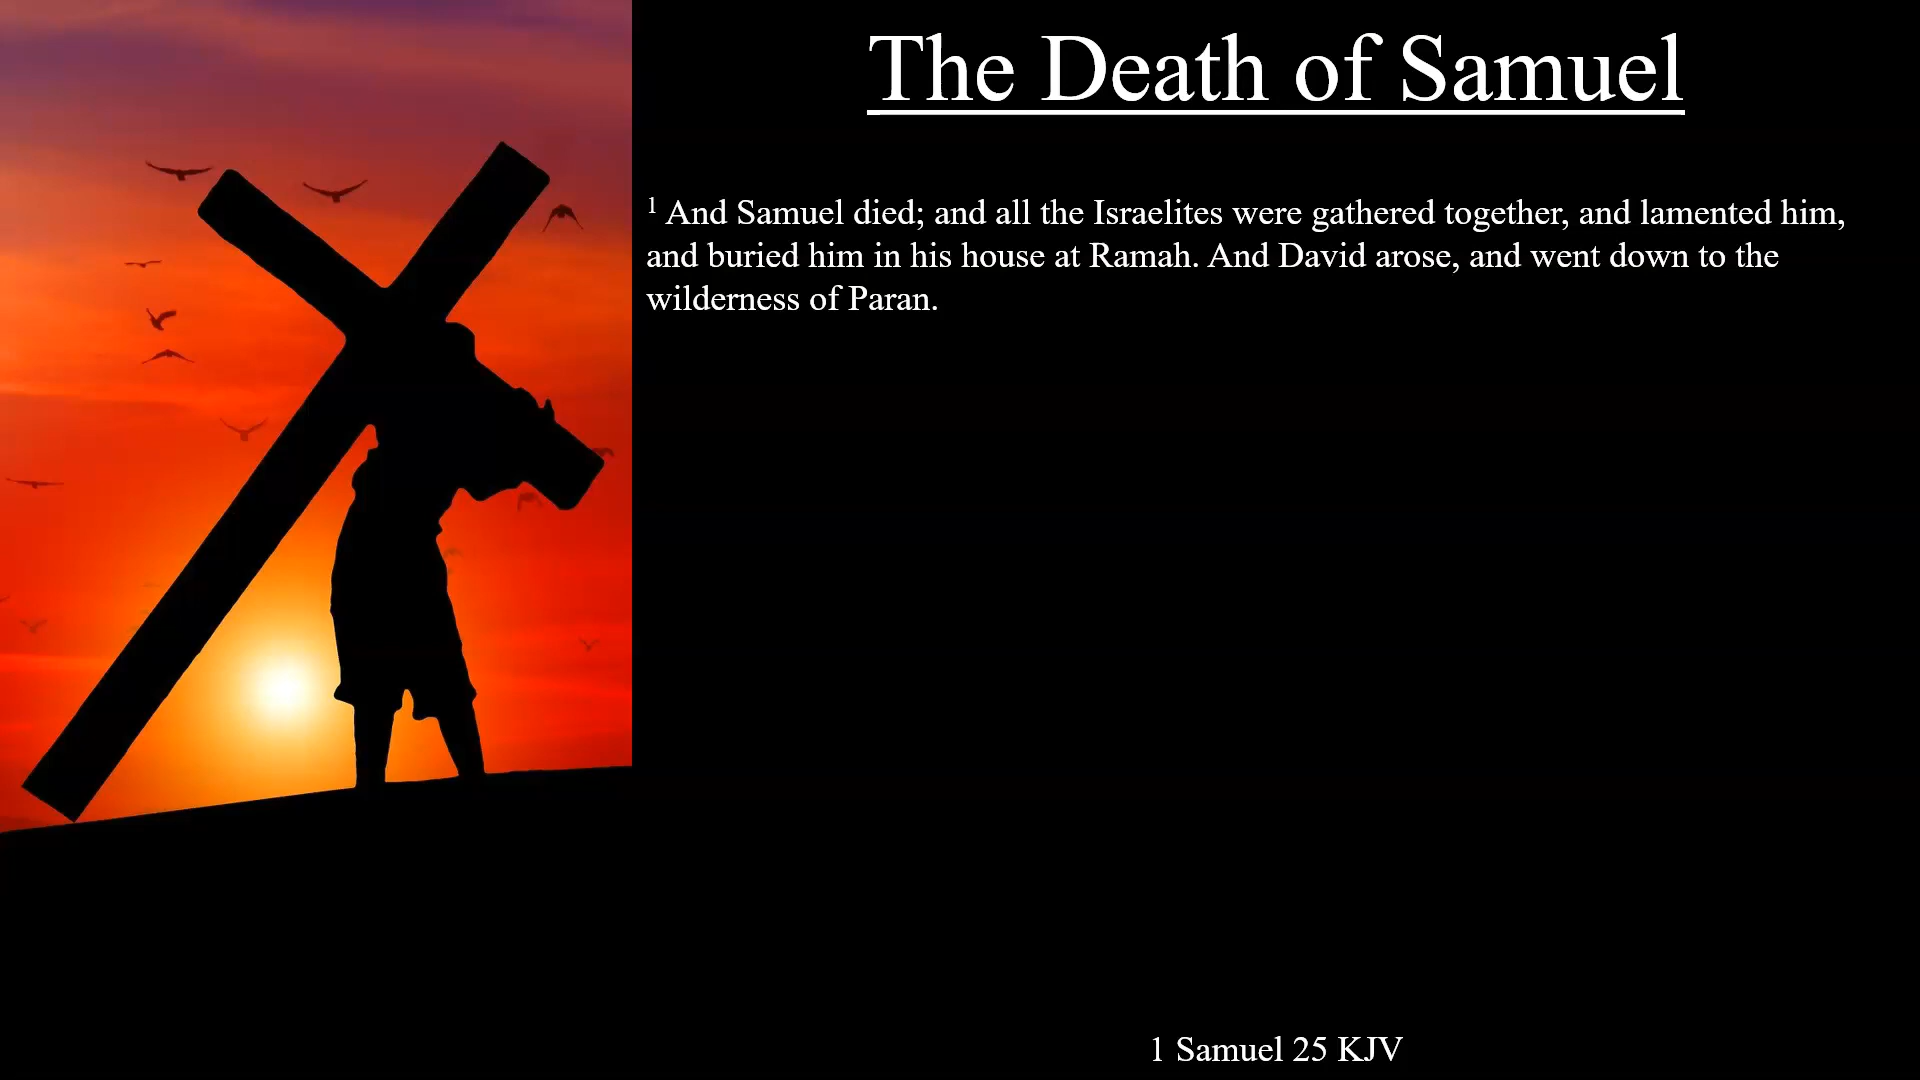 The Death of Samuel
1 And Samuel died; and all the Israelites were gathered together, and lamented him,
and buried him in his house at Ramah. And David arose, and went down to the
wilderness of Paran.
1 Samuel 25 KJV